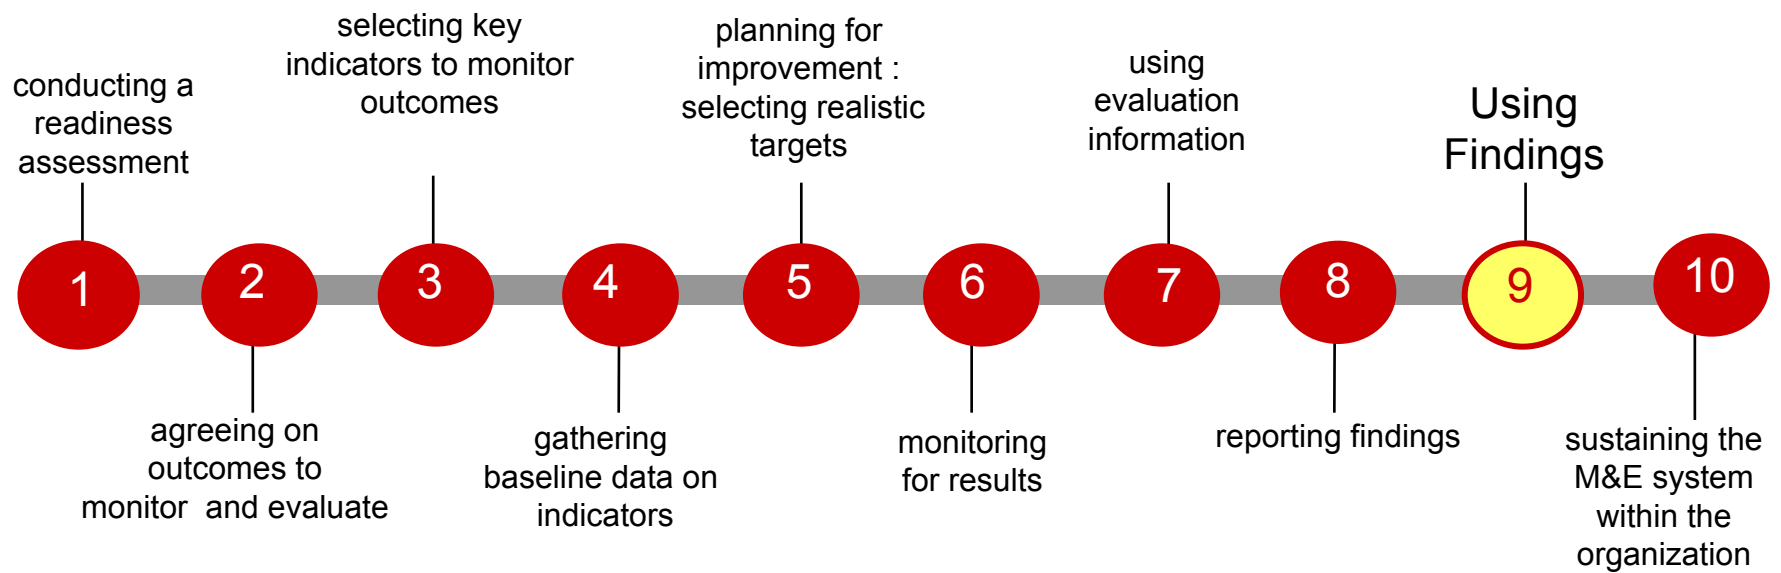 conducting a
readiness
assessment
selecting key
indicators to monitor
outcomes
planning for
improvement :
selecting realistic
targets
using
evaluation
information
Using
Findings
1
2
3
4
5
6
7
8
9
10
agreeing on
outcomes to
monitor  and evaluate
gathering
baseline data on
indicators
monitoring
for results
reporting findings
sustaining the
M&E system
within the
organization